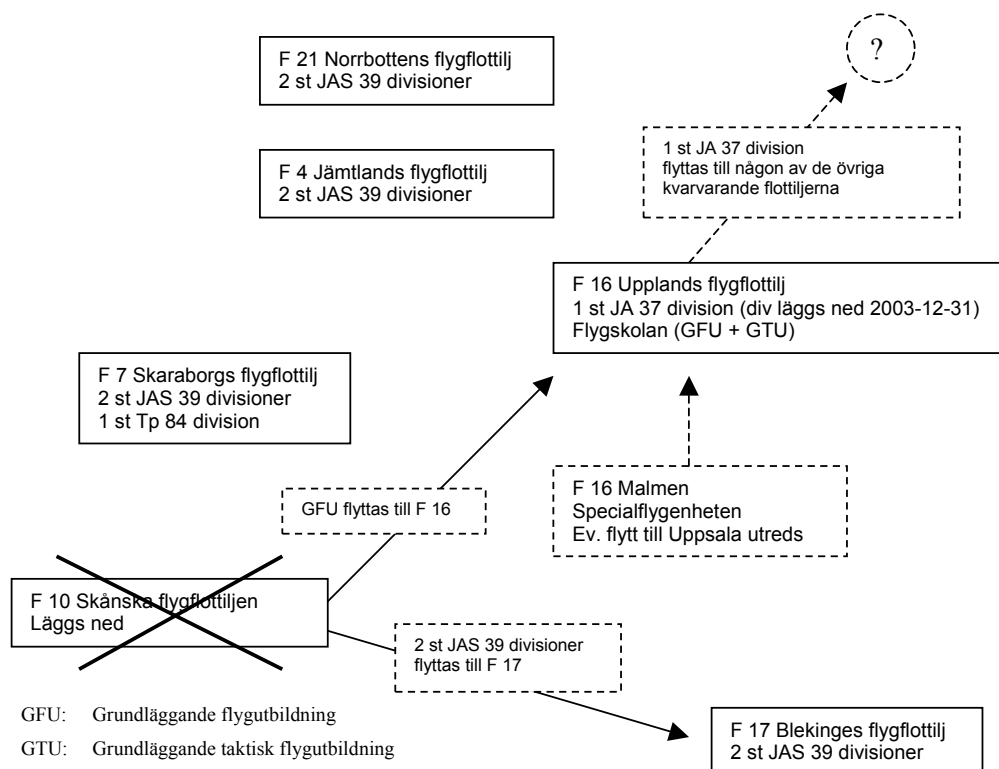 ?
F 21 Norrbottens flygflottilj
2 st JAS 39 divisioner
1 st JA 37 division
flyttas till någon av de övriga
kvarvarande flottiljerna
F 4 Jämtlands flygflottilj
2 st JAS 39 divisioner
F 16 Upplands flygflottilj
1 st JA 37 division (div läggs ned 2003-12-31)
Flygskolan (GFU + GTU)
F 7 Skaraborgs flygflottilj
2 st JAS 39 divisioner
1 st Tp 84 division
GFU flyttas till F 16
F 16 Malmen
Specialflygenheten
Ev. flytt till Uppsala utreds
F 10 Skånska flygflottiljen
Läggs ned
2 st JAS 39 divisioner
flyttas till F 17
GFU: Grundläggande flygutbildning
GTU: Grundläggande taktisk flygutbildning
F 17 Blekinges flygflottilj
2 st JAS 39 divisioner